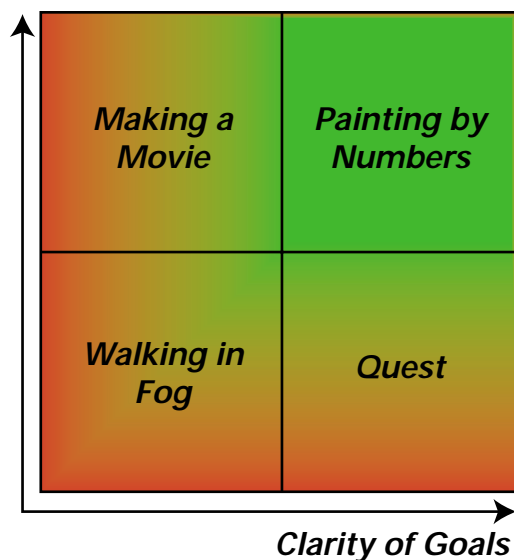 Making a
Movie
Painting by
Numbers
Walking in
Fog
Quest
Clarity of Goals